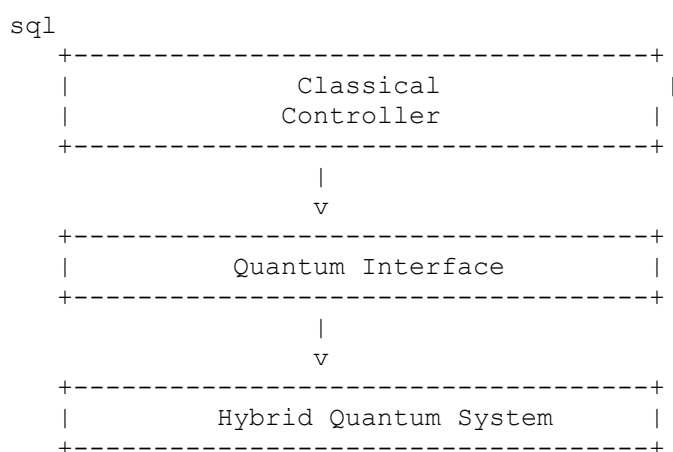 sql
+------------------------------------+
|              Classical              |
|             Controller             |
+------------------------------------+
|
v
+------------------------------------+
|          Quantum Interface         |
+------------------------------------+
|
v
+------------------------------------+
|         Hybrid Quantum System      |
+------------------------------------+